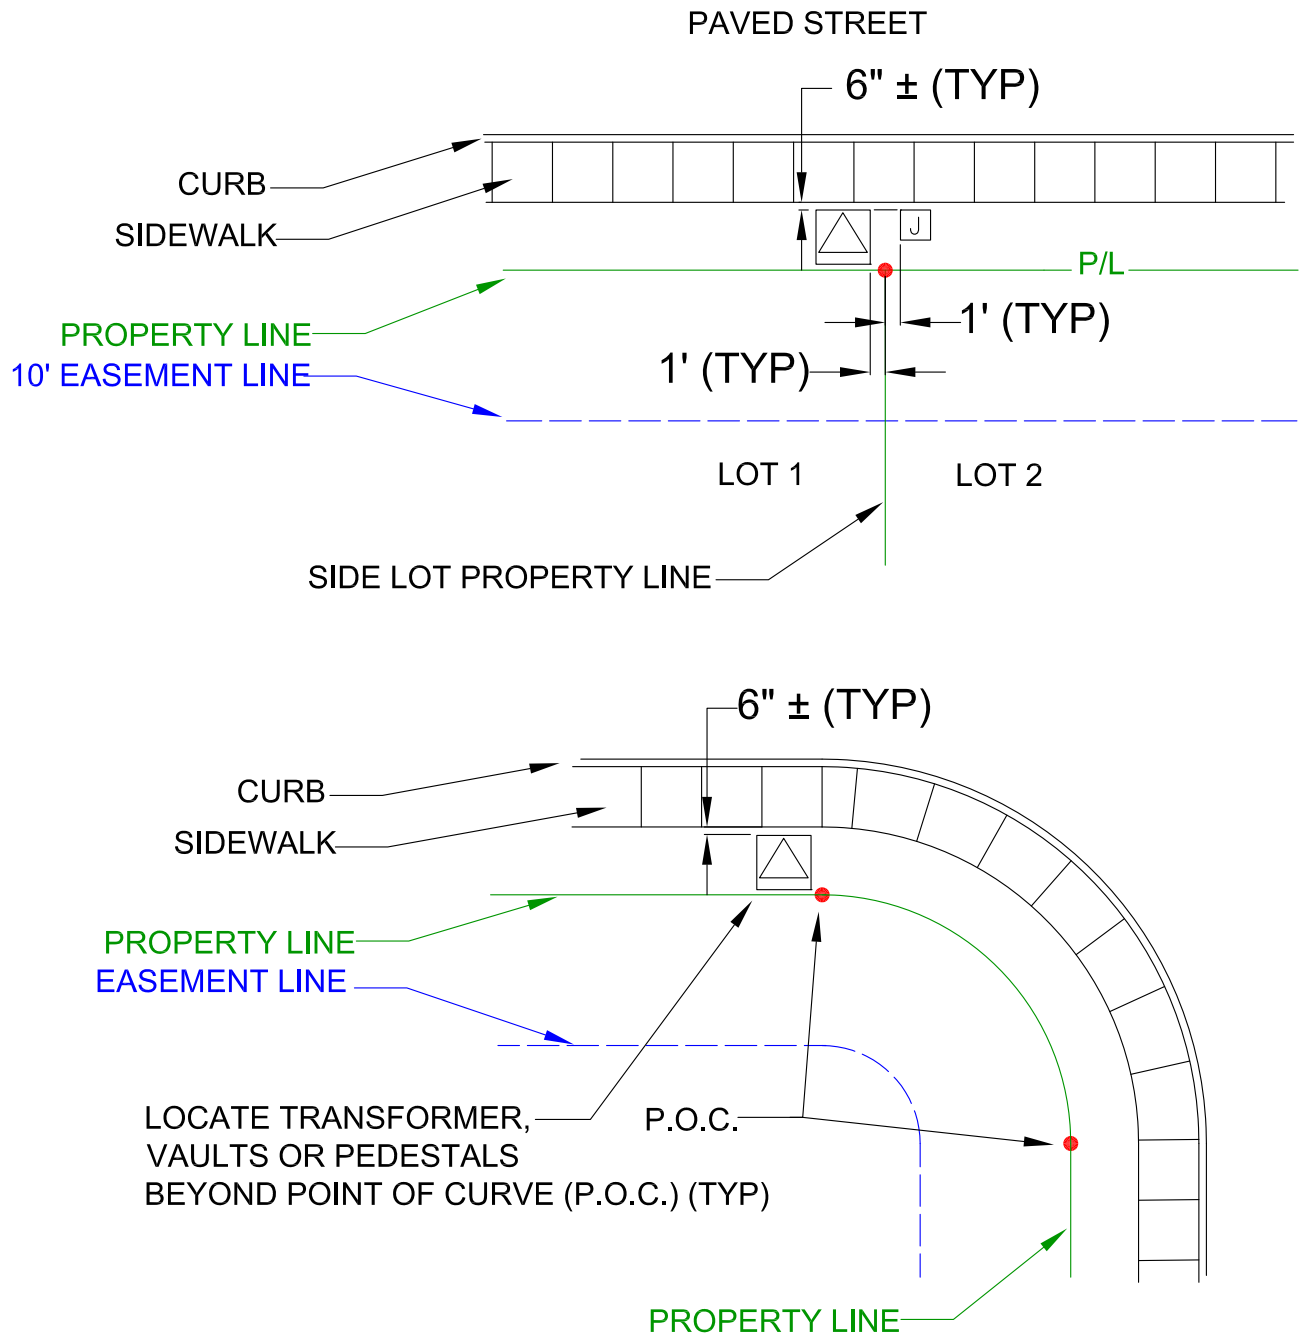 PAVED STREET
6" ± (TYP)
CURB
SIDEWALK
J
P/L
PROPERTY LINE
1' (TYP)
10' EASEMENT LINE
1' (TYP)
LOT 1
LOT 2
SIDE LOT PROPERTY LINE
6" ± (TYP)
CURB
SIDEWALK
PROPERTY LINE
EASEMENT LINE
LOCATE TRANSFORMER,
VAULTS OR PEDESTALS
BEYOND POINT OF CURVE (P.O.C.) (TYP)
P.O.C.
PROPERTY LINE